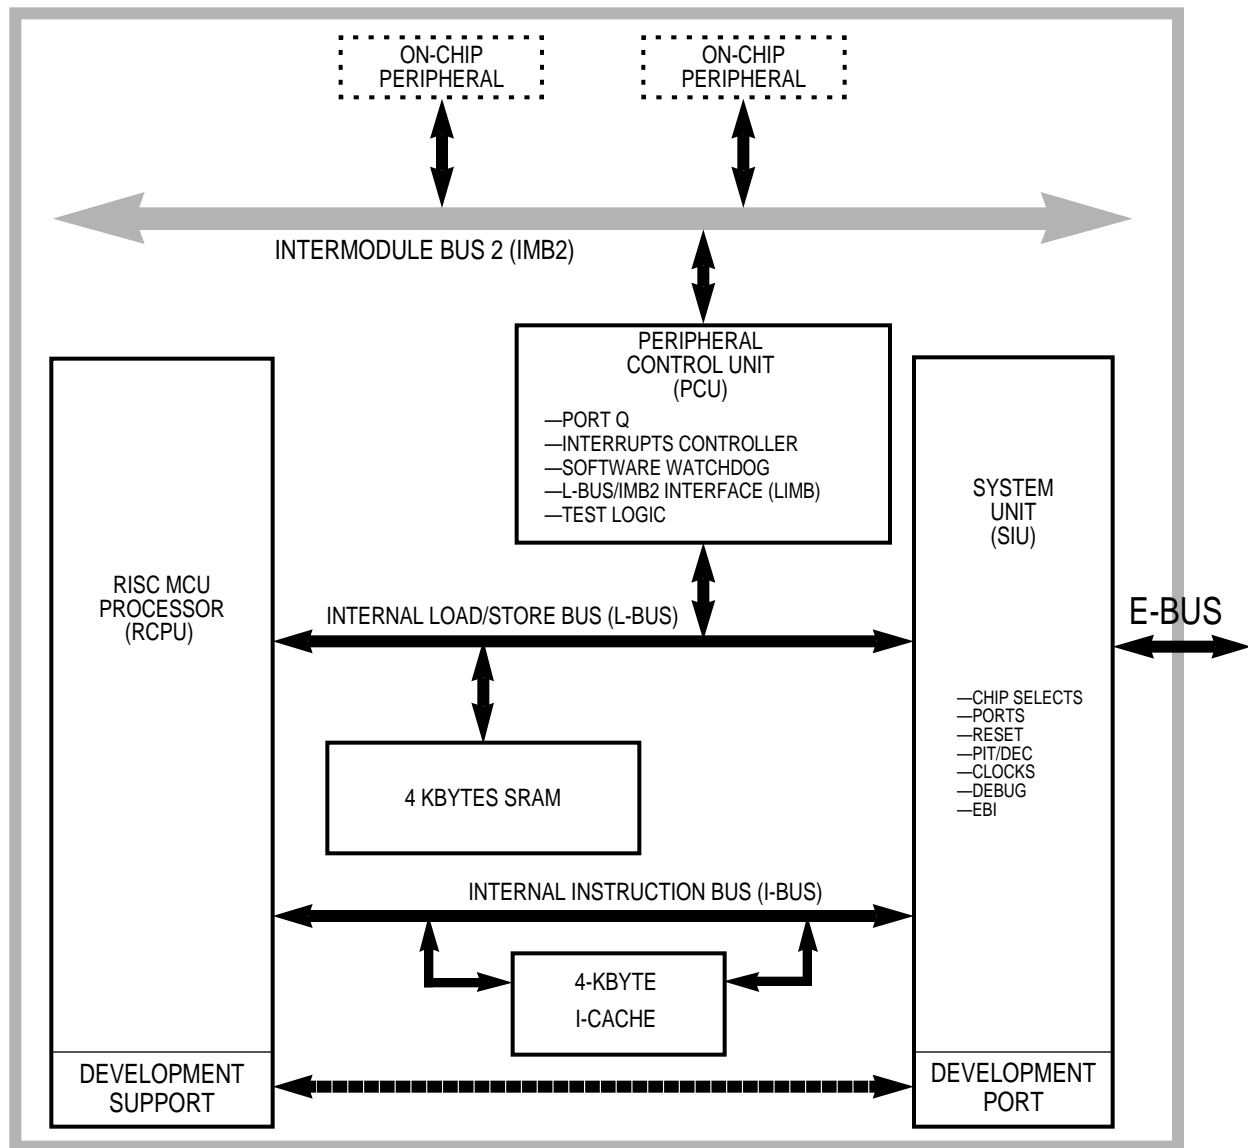 ON-CHIP
PERIPHERAL
ON-CHIP
PERIPHERAL
INTERMODULE BUS 2 (IMB2)
PERIPHERAL
CONTROL UNIT
(PCU)
—PORT Q
—INTERRUPTS CONTROLLER
—SOFTWARE WATCHDOG
—L-BUS/IMB2 INTERFACE (LIMB)
—TEST LOGIC
SYSTEM
UNIT
(SIU)
RISC MCU
PROCESSOR
(RCPU)
INTERNAL LOAD/STORE BUS (L-BUS)
E-BUS
—CHIP SELECTS
—PORTS
—RESET
—PIT/DEC
—CLOCKS
—DEBUG
—EBI
4 KBYTES SRAM
INTERNAL INSTRUCTION BUS (I-BUS)
4-KBYTE
I-CACHE
DEVELOPMENT
SUPPORT
DEVELOPMENT
PORT